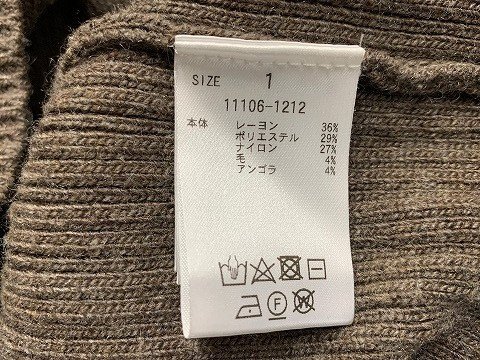 SIZE 1
11106-1212
本体 レーヨン 36%
ポリエステル 29%
ナイロン 27%
毛 4%
アンゴラ 4%
F W